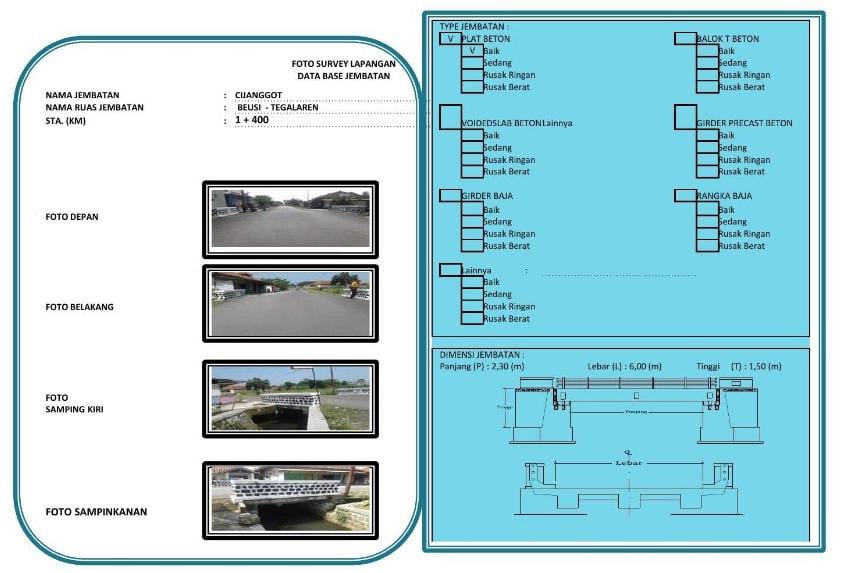 FOTO SURVEY LAPANGAN
DATA BASE JEMBATAN
NAMA JEMBATAN : CIJANGGOT
NAMA RUAS JEMBATAN : BEUSI - TEGALAREN
STA. (KM) : 1 + 400
FOTO DEPAN
FOTO BELAKANG
FOTO
SAMPING KIRI
FOTO SAMPINKANAN
TYPE JEMBATAN :
V PLAT BETON
V Baik
Sedang
Rusak Ringan
Rusak Berat
BALOK T BETON
Baik
Sedang
Rusak Ringan
Rusak Berat
VOIDEDSLAB BETON Lainnya
Baik
Sedang
Rusak Ringan
Rusak Berat
GIRDER PRECAST BETON
Baik
Sedang
Rusak Ringan
Rusak Berat
GIRDER BAJA
Baik
Sedang
Rusak Ringan
Rusak Berat
RANGKA BAJA
Baik
Sedang
Rusak Ringan
Rusak Berat
Lainnya :
Baik
Sedang
Rusak Ringan
Rusak Berat
DIMENSI JEMBATAN :
Panjang (P) : 2,30 (m) Lebar (L) : 6,00 (m) Tinggi (T) : 1,50 (m)
Tinggi
Panjang
Lebar